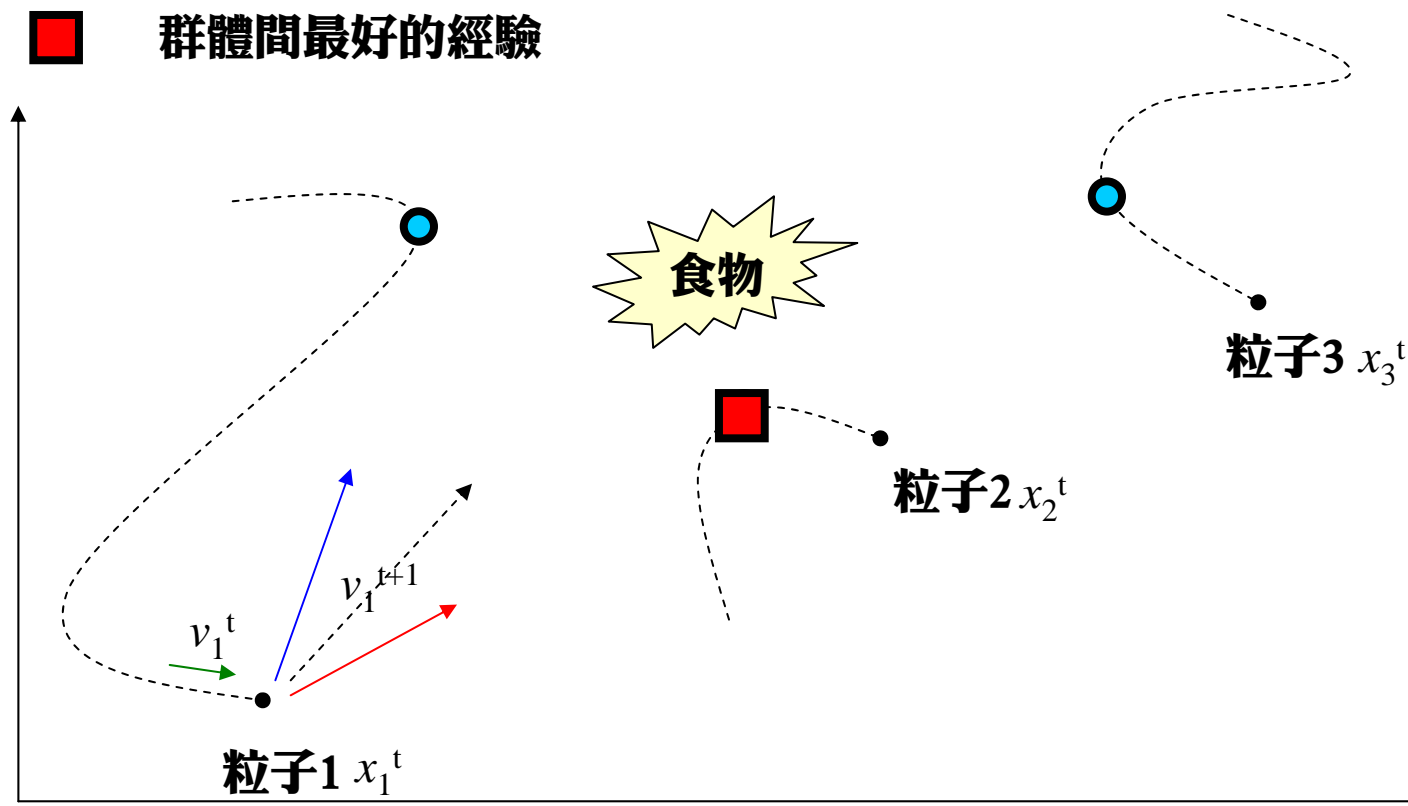 群體間最好的經驗
食物
粒子3 x₃ᵗ
粒子2 x₂ᵗ
v₁ᵗ⁺¹
v₁ᵗ
粒子1 x₁ᵗ